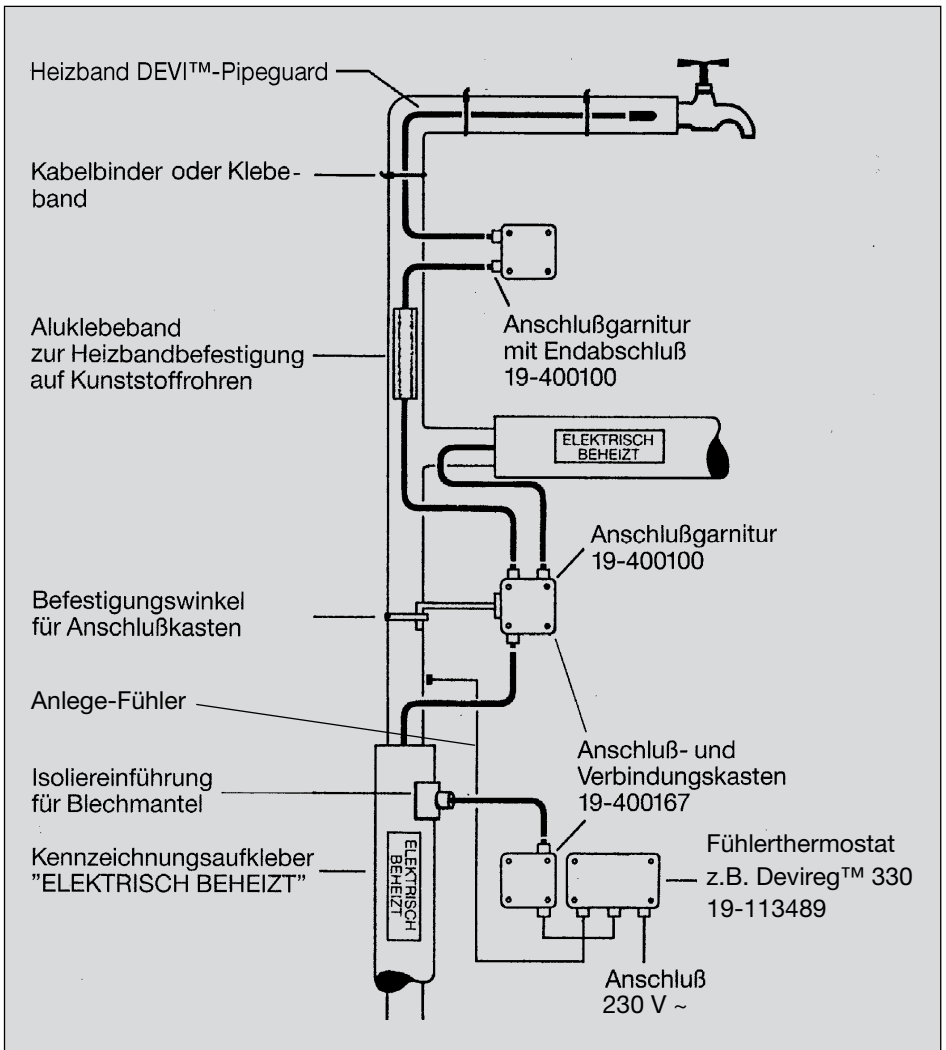 Heizband DEVI™-Pipeguard
Kabelbinder oder Klebe-
band
Aluklebeband
zur Heizbandbefestigung
auf Kunststoffrohren
Anschlußgarnitur
mit Endabschluß
19-400100
ELEKTRISCH
BEHEIZT
Anschlußgarnitur
19-400100
Befestigungswinkel
für Anschlußkasten
Anlege-Fühler
Isoliereinführung
für Blechmantel
Kennzeichnungsaufkleber
”ELEKTRISCH BEHEIZT”
ELEKTRISCH
BEHEIZT
Anschluß- und
Verbindungskasten
19-400167
Fühlerthermostat
z.B. Devireg™ 330
19-113489
Anschluß
230 V ~